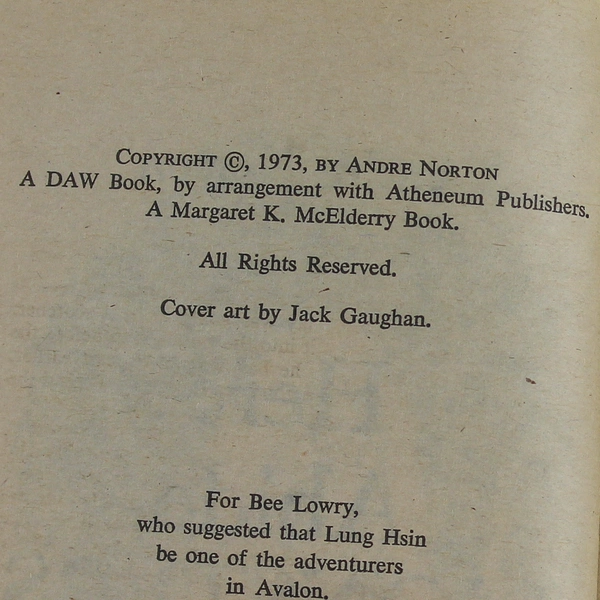 COPYRIGHT ©, 1973, BY ANDRE NORTON
A DAW Book, by arrangement with Atheneum Publishers.
A Margaret K. McElderry Book.
All Rights Reserved.
Cover art by Jack Gaughan.
For Bee Lowry,
who suggested that Lung Hsin
be one of the adventurers
in Avalon.